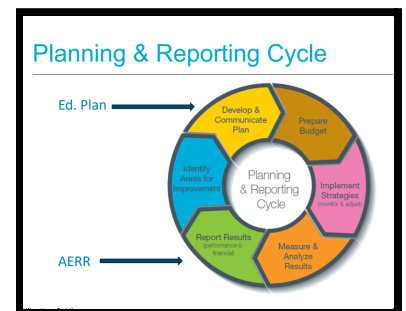 Planning & Reporting Cycle
Ed. Plan
Develop &
Communicate
Plan
Prepare
Budget
Implement
Strategies
(monitor & adjust)
Measure &
Analyze
Results
Report Results
(performance &
financial)
Identify
Areas for
Improvement
Planning
& Reporting
Cycle
AERR